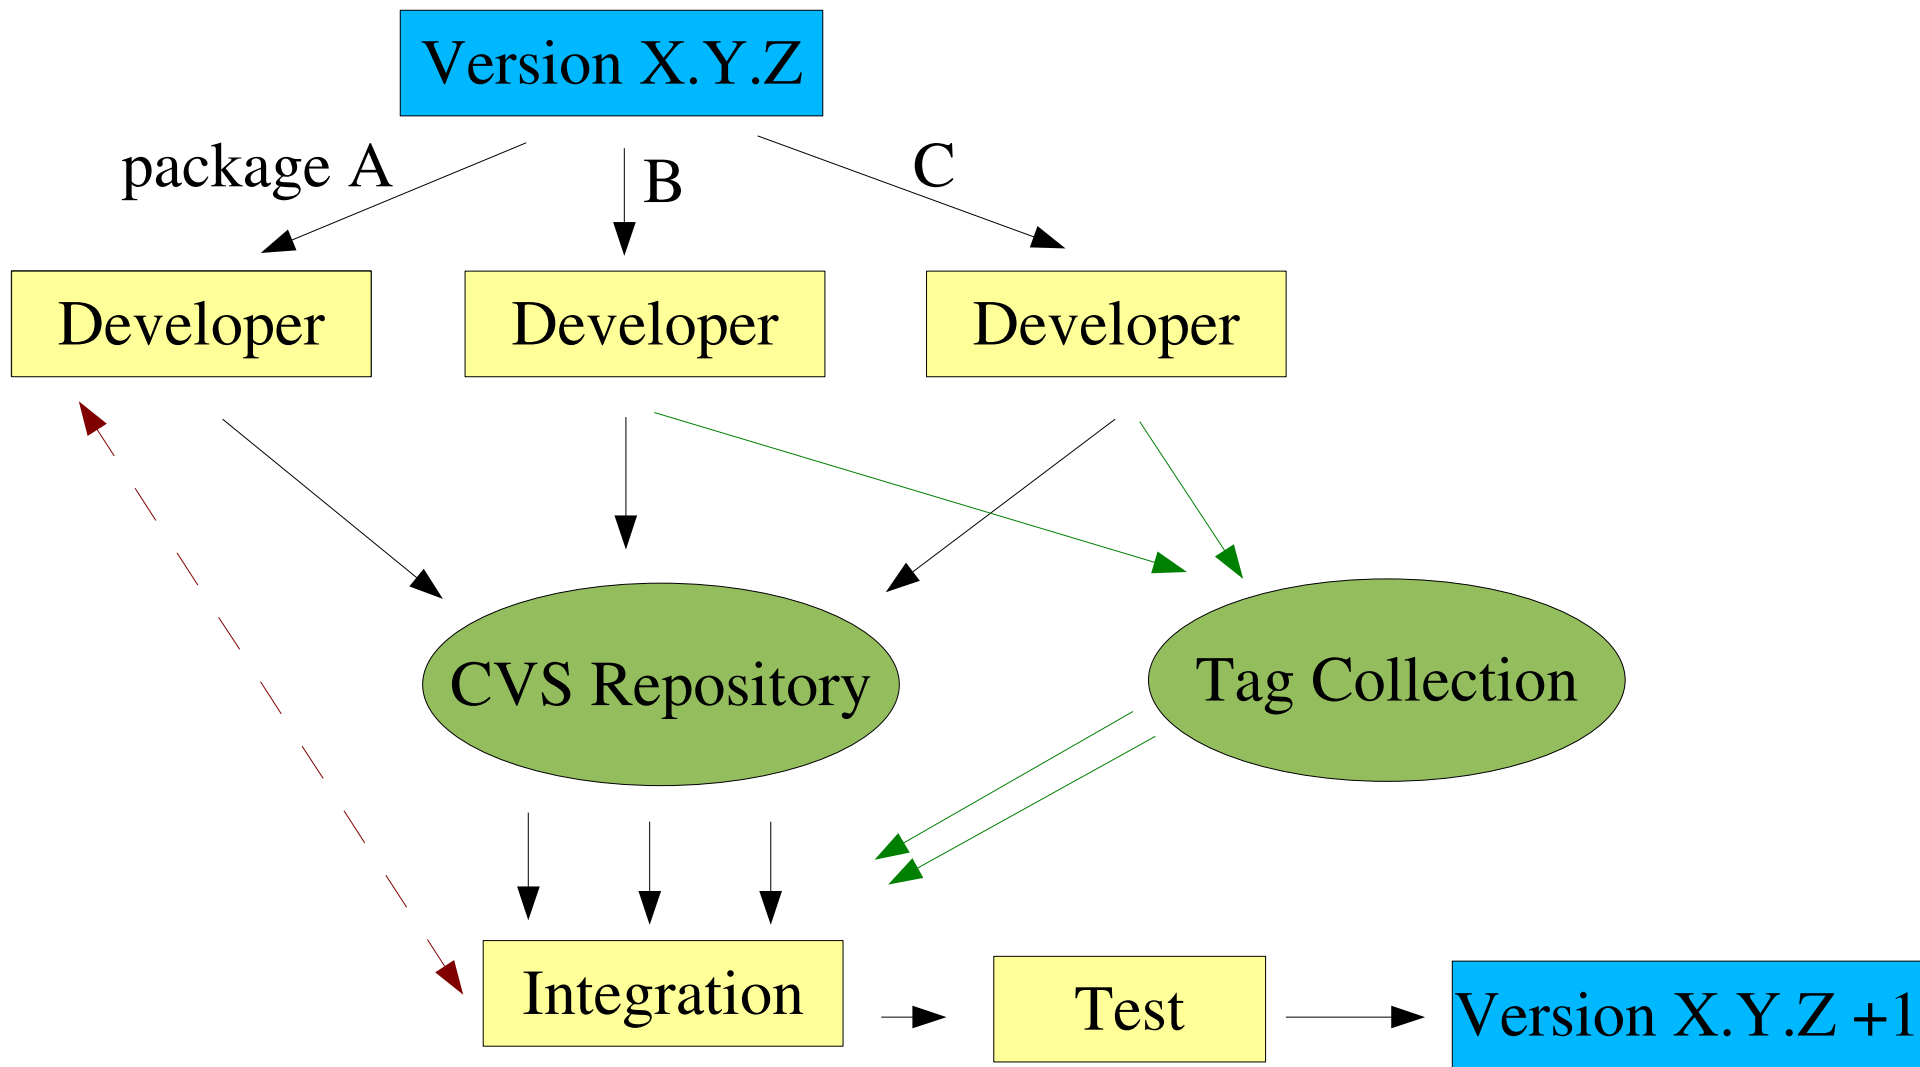 Version X.Y.Z
package A
B
C
Developer
Developer
Developer
CVS Repository
Tag Collection
Integration
Test
Version X.Y.Z +1